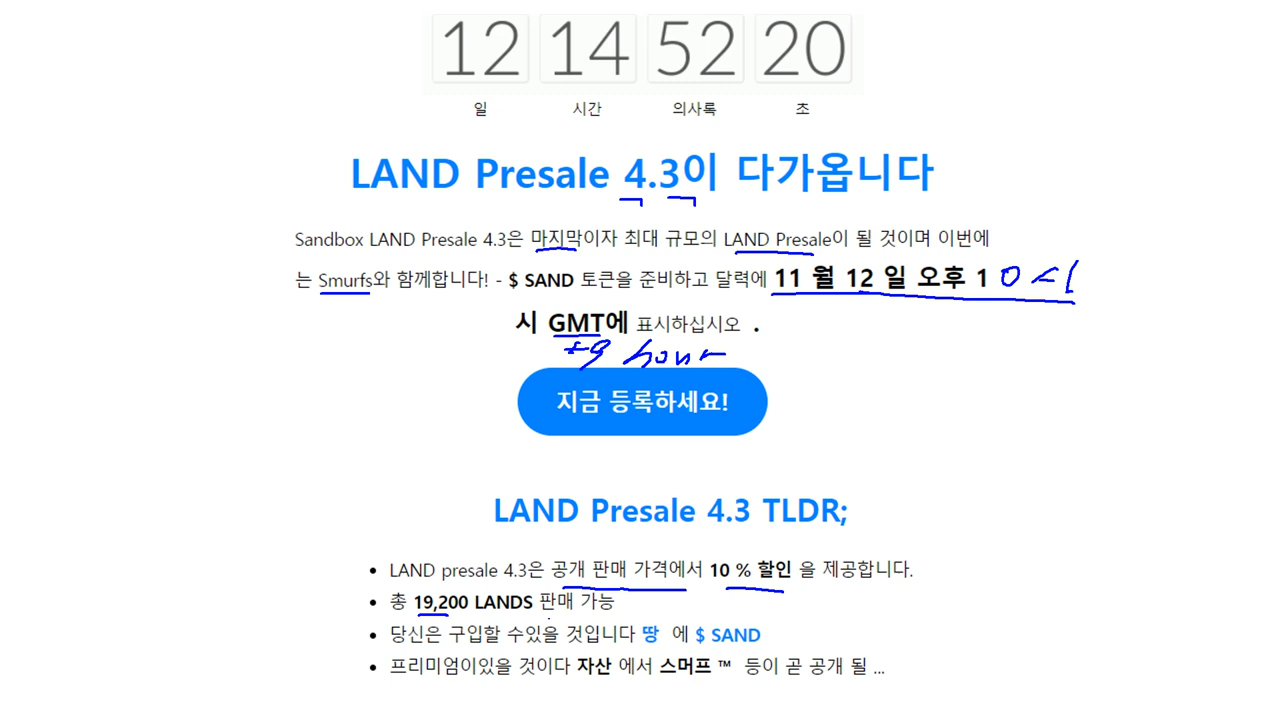 12 14 52 20
일 시간 의사록 초
LAND Presale 4.3이 다가옵니다
Sandbox LAND Presale 4.3은 마지막이자 최대 규모의 LAND Presale이 될 것이며 이번에
는 Smurfs와 함께합니다! - $ SAND 토큰을 준비하고 달력에 11 월 12 일 오후 1 0시
시 GMT에 표시하십시오 .
+9 hour
지금 등록하세요!
LAND Presale 4.3 TLDR;
• LAND presale 4.3은 공개 판매 가격에서 10 % 할인 을 제공합니다.
• 총 19,200 LANDS 판매 가능
• 당신은 구입할 수있을 것입니다 땅 에 $ SAND
• 프리미엄이있을 것이다 자산 에서 스머프 ™ 등이 곧 공개 될 ...